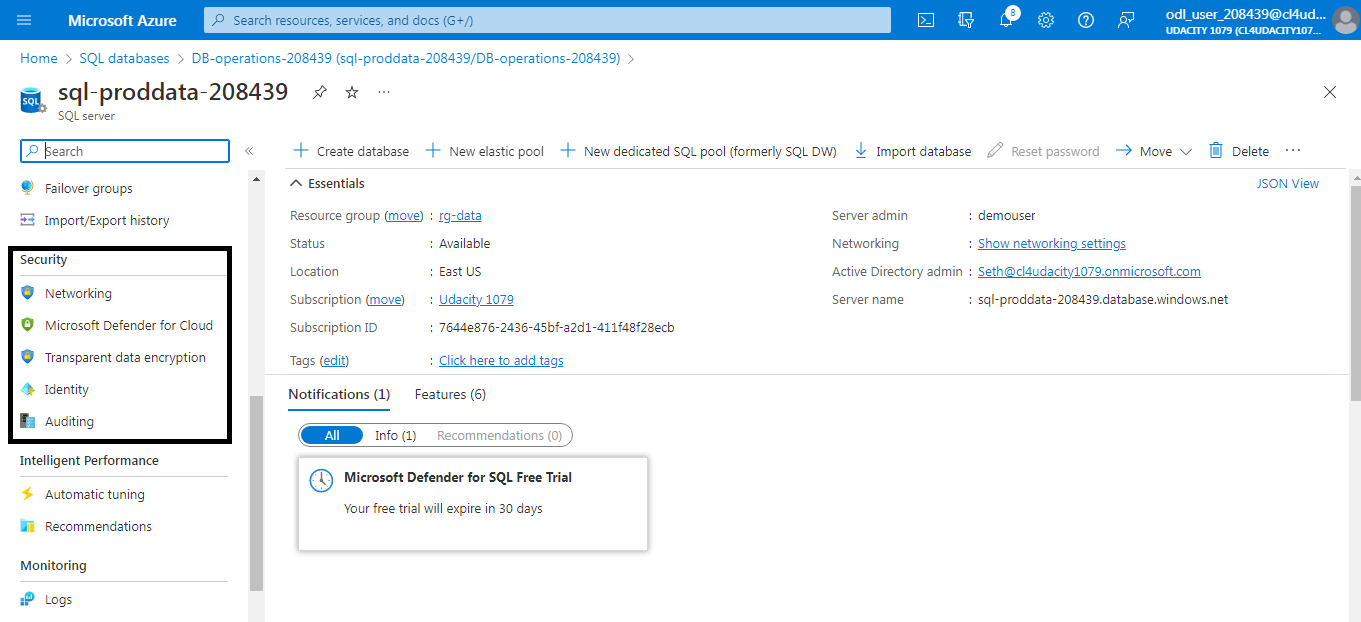 Microsoft Azure
Search resources, services, and docs (G+/)
8
odl_user_208439@cl4ud...
UDACITY 1079 (CL4UDACITY107...
Home > SQL databases > DB-operations-208439 (sql-proddata-208439/DB-operations-208439) >
SQL
sql-proddata-208439
SQL server
Search
Failover groups
Import/Export history
Security
Networking
Microsoft Defender for Cloud
Transparent data encryption
Identity
Auditing
Intelligent Performance
Automatic tuning
Recommendations
Monitoring
Logs
Create database New elastic pool New dedicated SQL pool (formerly SQL DW) Import database Reset password Move Delete ...
Essentials
JSON View
Resource group (move) : rg-data
Status : Available
Location : East US
Subscription (move) : Udacity 1079
Subscription ID : 7644e876-2436-45bf-a2d1-411f48f28ecb
Tags (edit) : Click here to add tags
Server admin : demouser
Networking : Show networking settings
Active Directory admin : Seth@cl4udacity1079.onmicrosoft.com
Server name : sql-proddata-208439.database.windows.net
Notifications (1) Features (6)
All Info (1) Recommendations (0)
Microsoft Defender for SQL Free Trial
Your free trial will expire in 30 days